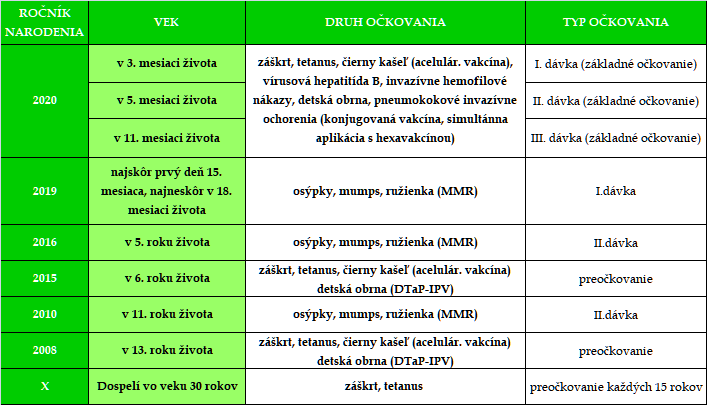 ROČNÍK
NARODENIA
VEK
DRUH OČKOVANIA
TYP OČKOVANIA
2020
v 3. mesiaci života
v 5. mesiaci života
v 11. mesiaci života
záškrt, tetanus, čierny kašeľ (acelulár. vakcína),
vírusová hepatitída B, invazívne hemofilové
nákazy, detská obrna, pneumokokové invazívne
ochorenia (konjugovaná vakcína, simultánna
aplikácia s hexavakcínou)
I. dávka (základné očkovanie)
II. dávka (základné očkovanie)
III. dávka (základné očkovanie)
2019
najskôr prvý deň 15.
mesiaca, najneskôr v 18.
mesiaci života
osýpky, mumps, ružienka (MMR)
I.dávka
2016
v 5. roku života
osýpky, mumps, ružienka (MMR)
II.dávka
2015
v 6. roku života
záškrt, tetanus, čierny kašeľ (acelulár. vakcína)
detská obrna (DTaP-IPV)
preočkovanie
2010
v 11. roku života
osýpky, mumps, ružienka (MMR)
II.dávka
2008
v 13. roku života
záškrt, tetanus, čierny kašeľ (acelulár. vakcína)
detská obrna (DTaP-IPV)
preočkovanie
X
Dospelí vo veku 30 rokov
záškrt, tetanus
preočkovanie každých 15 rokov